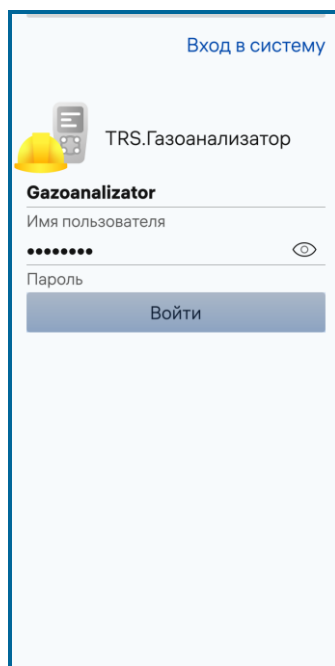 Вход в систему
TRS.Газоанализатор
Gazoanalizator
Имя пользователя
••••••••
Пароль
Войти